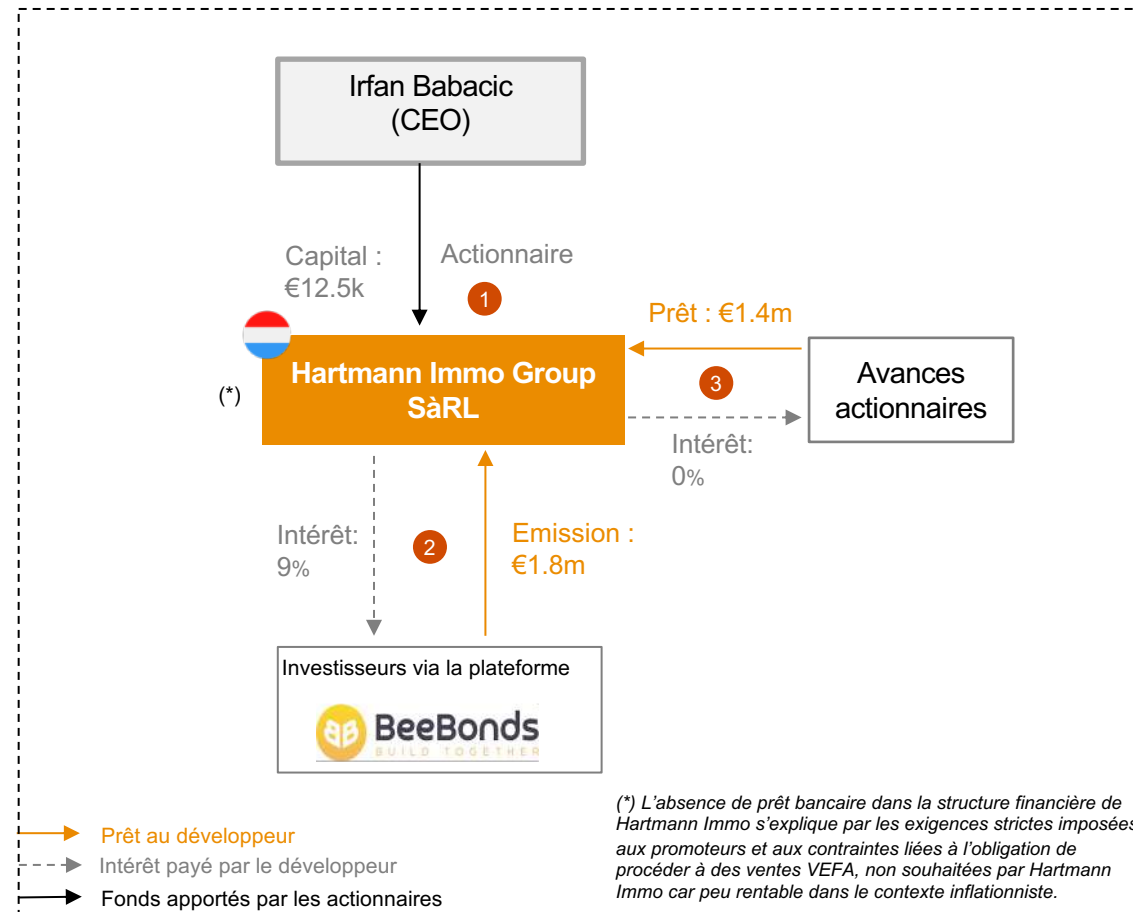 Irfan Babacic
(CEO)
Capital :
€12.5k
Actionnaire
1
Prêt : €1.4m
(*)
Hartmann Immo Group
SàRL
3
Avances
actionnaires
Intérêt:
0%
Intérêt:
9%
2
Emission :
€1.8m
Investisseurs via la plateforme
BB BeeBonds
BUILD TOGETHER
Prêt au développeur
Intérêt payé par le développeur
Fonds apportés par les actionnaires
(*) L'absence de prêt bancaire dans la structure financière de
Hartmann Immo s'explique par les exigences strictes imposées
aux promoteurs et aux contraintes liées à l'obligation de
procéder à des ventes VEFA, non souhaitées par Hartmann
Immo car peu rentable dans le contexte inflationniste.